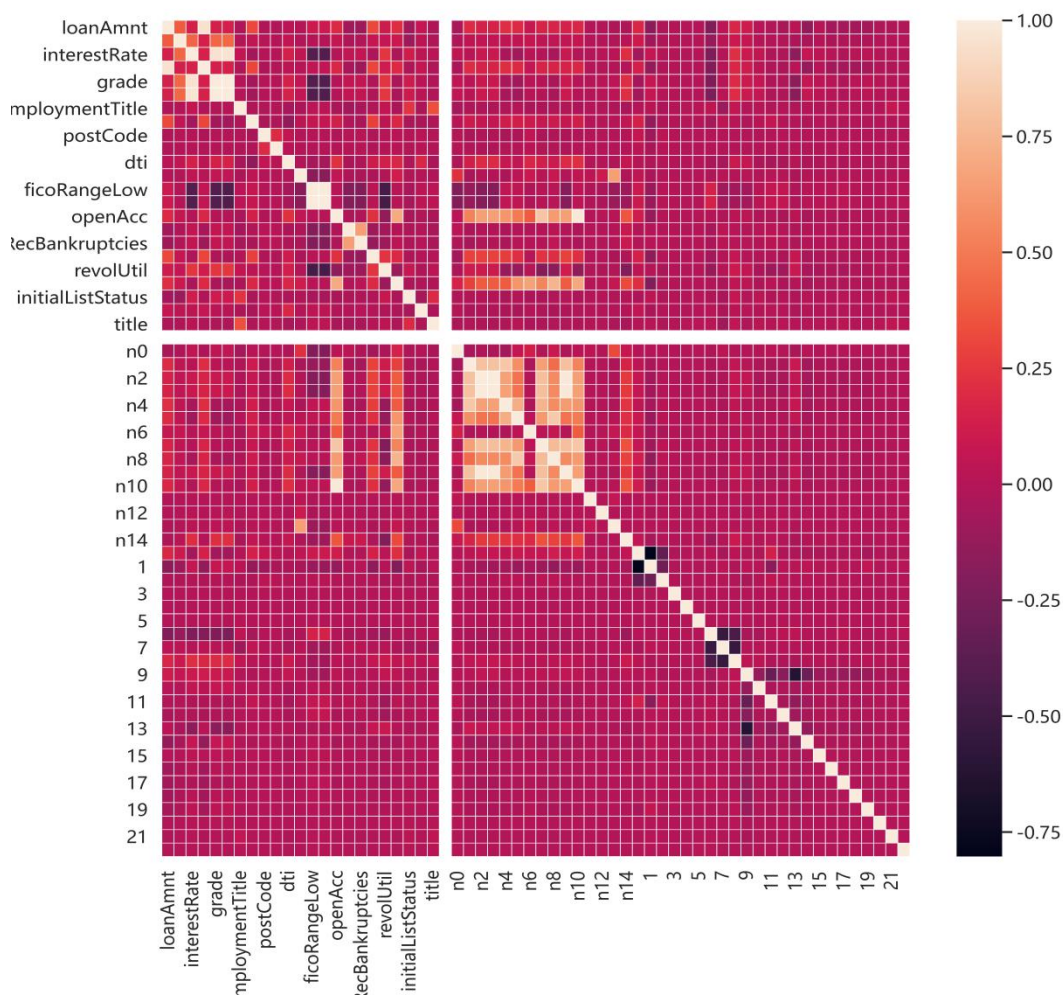 loanAmnt
interestRate
grade
mploymentTitle
postCode
dti
ficoRangeLow
openAcc
RecBankruptcies
revolUtil
initialListStatus
title
n0
n2
n4
n6
n8
n10
n12
n14
1
3
5
7
9
11
13
15
17
19
21
loanAmnt
interestRate
grade
mploymentTitle
postCode
dti
ficoRangeLow
openAcc
RecBankruptcies
revolUtil
initialListStatus
title
n0
n2
n4
n6
n8
n10
n12
n14
1
3
5
7
9
11
13
15
17
19
21
1.00
0.75
0.50
0.25
0.00
-0.25
-0.50
-0.75